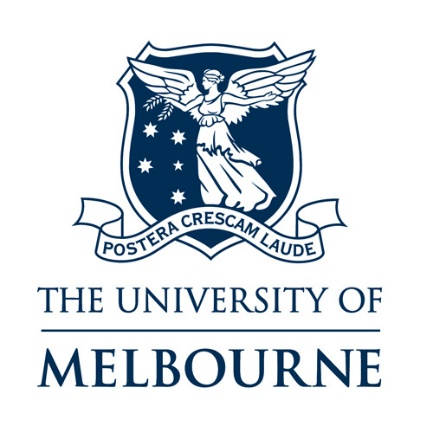 POSTERA CRESCAM LAUDE
THE UNIVERSITY OF
MELBOURNE